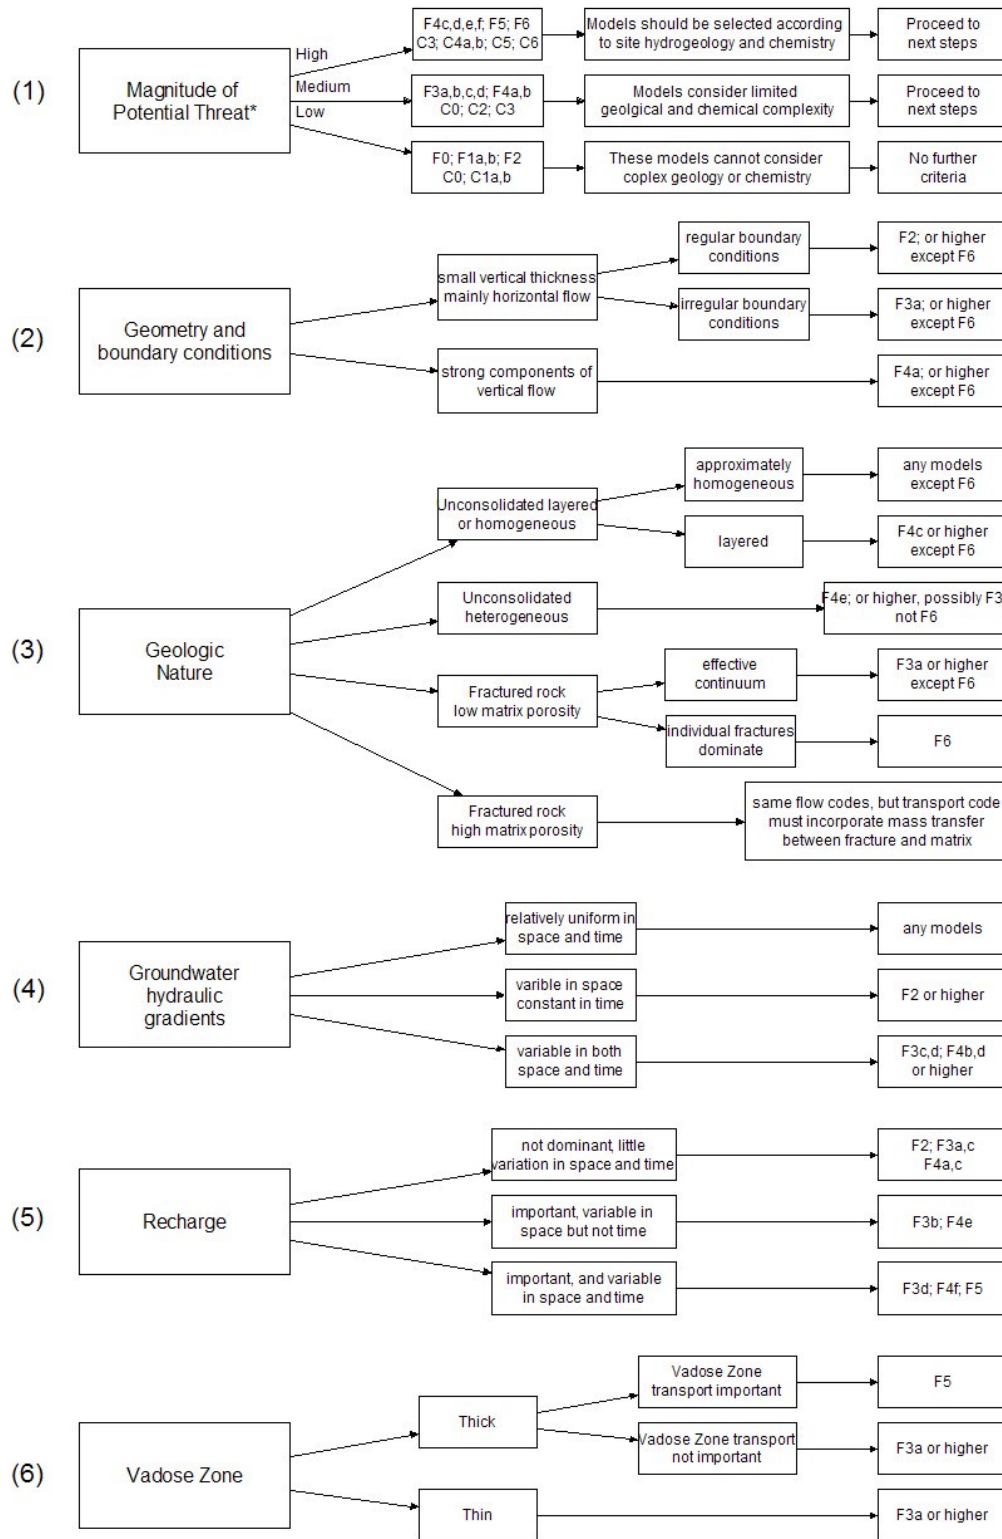 (1)
Magnitude of
Potential Threat*
High
Medium
Low
F4c,d,e,f; F5; F6
C3; C4a,b; C5; C6
Models should be selected according
to site hydrogeology and chemistry
Proceed to
next steps
F3a,b,c,d; F4a,b
C0; C2; C3
Models consider limited
geolgical and chemical complexity
Proceed to
next steps
F0; F1a,b; F2
C0; C1a,b
These models cannot consider
coplex geology or chemistry
No further
criteria
(2)
Geometry and
boundary conditions
small vertical thickness
mainly horizontal flow
regular boundary
conditions
F2; or higher
except F6
irregular boundary
conditions
F3a; or higher
except F6
strong components of
vertical flow
F4a; or higher
except F6
(3)
Geologic
Nature
Unconsolidated layered
or homogeneous
approximately
homogeneous
any models
except F6
layered
F4c or higher
except F6
Unconsolidated
heterogeneous
F4e; or higher, possibly F3
not F6
Fractured rock
low matrix porosity
effective
continuum
F3a or higher
except F6
individual fractures
dominate
F6
Fractured rock
high matrix porosity
same flow codes, but transport code
must incorporate mass transfer
between fracture and matrix
(4)
Groundwater
hydraulic
gradients
relatively uniform in
space and time
any models
varible in space
constant in time
F2 or higher
variable in both
space and time
F3c,d; F4b,d
or higher
(5)
Recharge
not dominant, little
variation in space and time
F2; F3a,c
F4a,c
important, variable in
space but not time
F3b; F4e
important, and variable
in space and time
F3d; F4f; F5
(6)
Vadose Zone
Thick
Vadose Zone
transport important
F5
Vadose Zone transport
not important
F3a or higher
Thin
F3a or higher